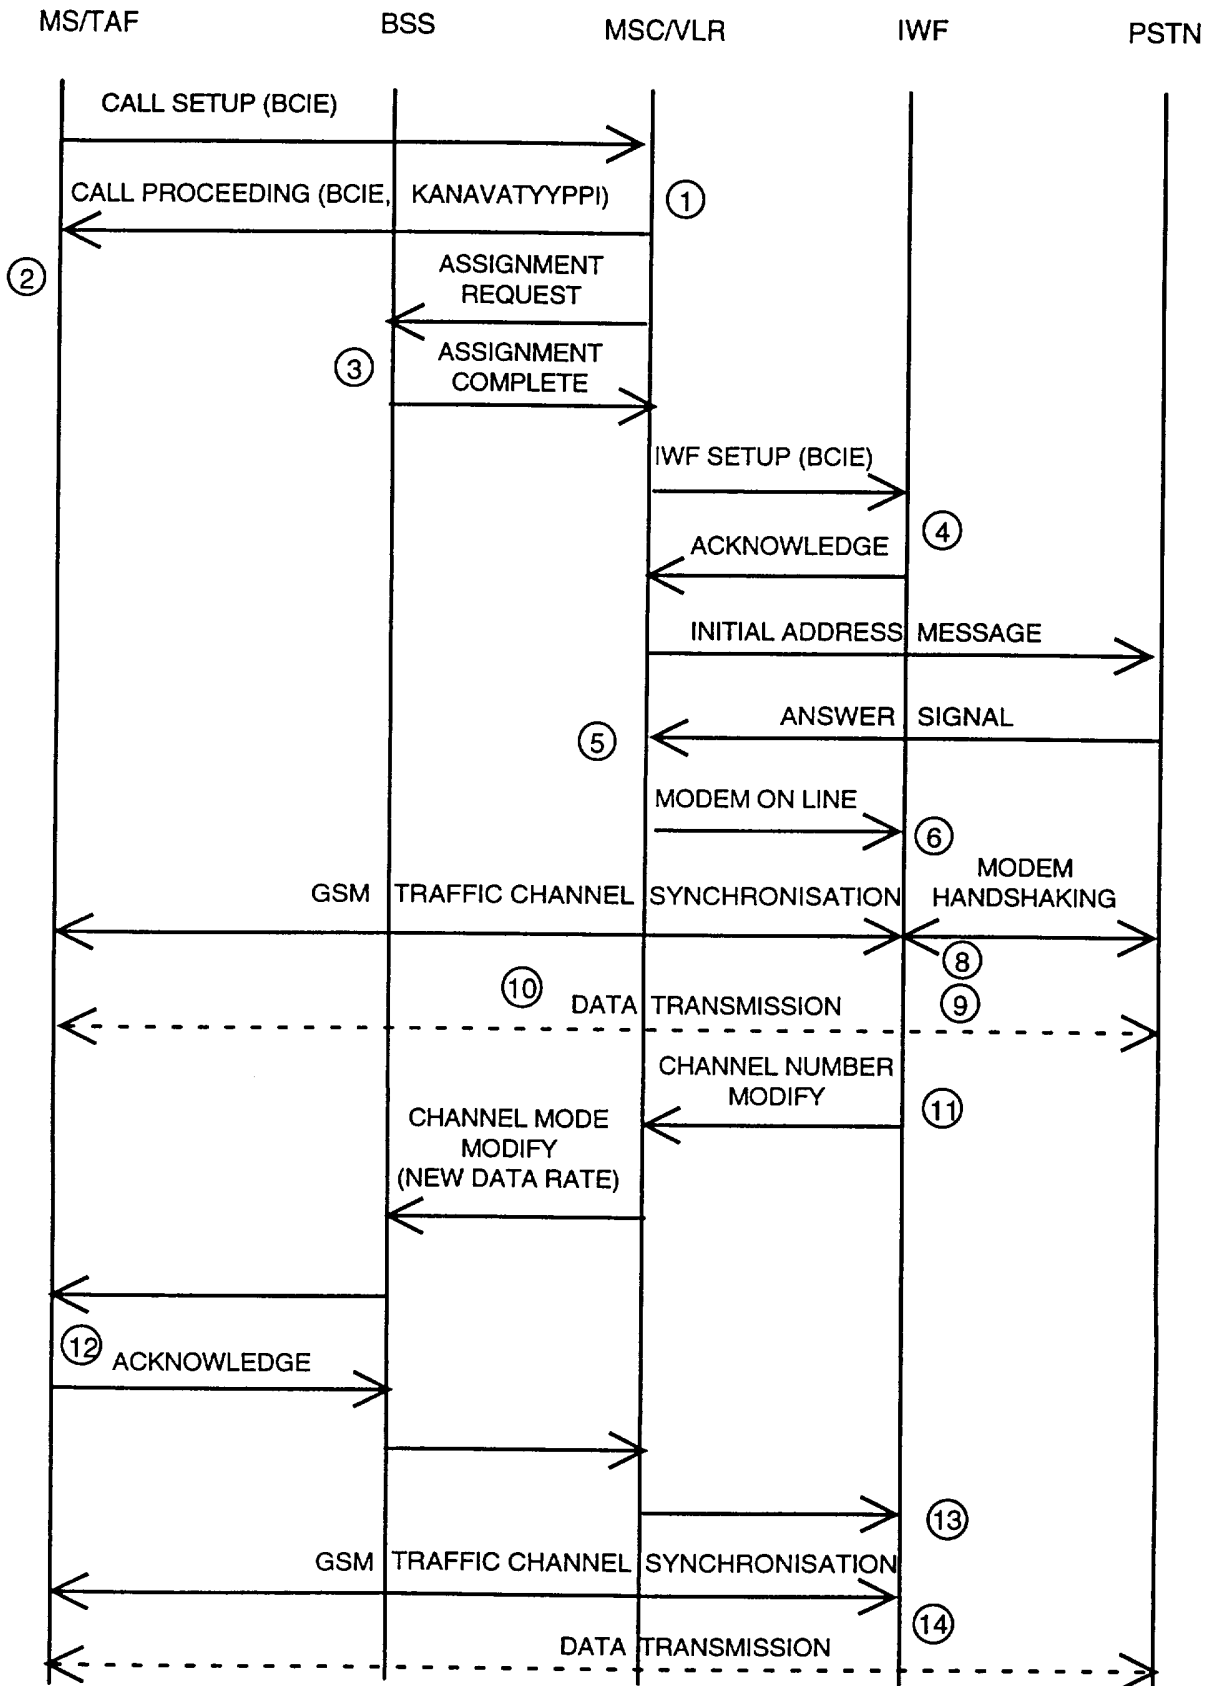 MS/TAF BSS MSC/VLR IWF PSTN
CALL SETUP (BCIE)
CALL PROCEEDING (BCIE, KANAVATYYPPI)
1
2
ASSIGNMENT
REQUEST
3
ASSIGNMENT
COMPLETE
IWF SETUP (BCIE)
4
ACKNOWLEDGE
INITIAL ADDRESS MESSAGE
ANSWER SIGNAL
5
MODEM ON LINE
6
MODEM
HANDSHAKING
GSM TRAFFIC CHANNEL SYNCHRONISATION
8
10
DATA TRANSMISSION
9
CHANNEL NUMBER
MODIFY
11
CHANNEL MODE
MODIFY
(NEW DATA RATE)
12
ACKNOWLEDGE
13
GSM TRAFFIC CHANNEL SYNCHRONISATION
14
DATA TRANSMISSION